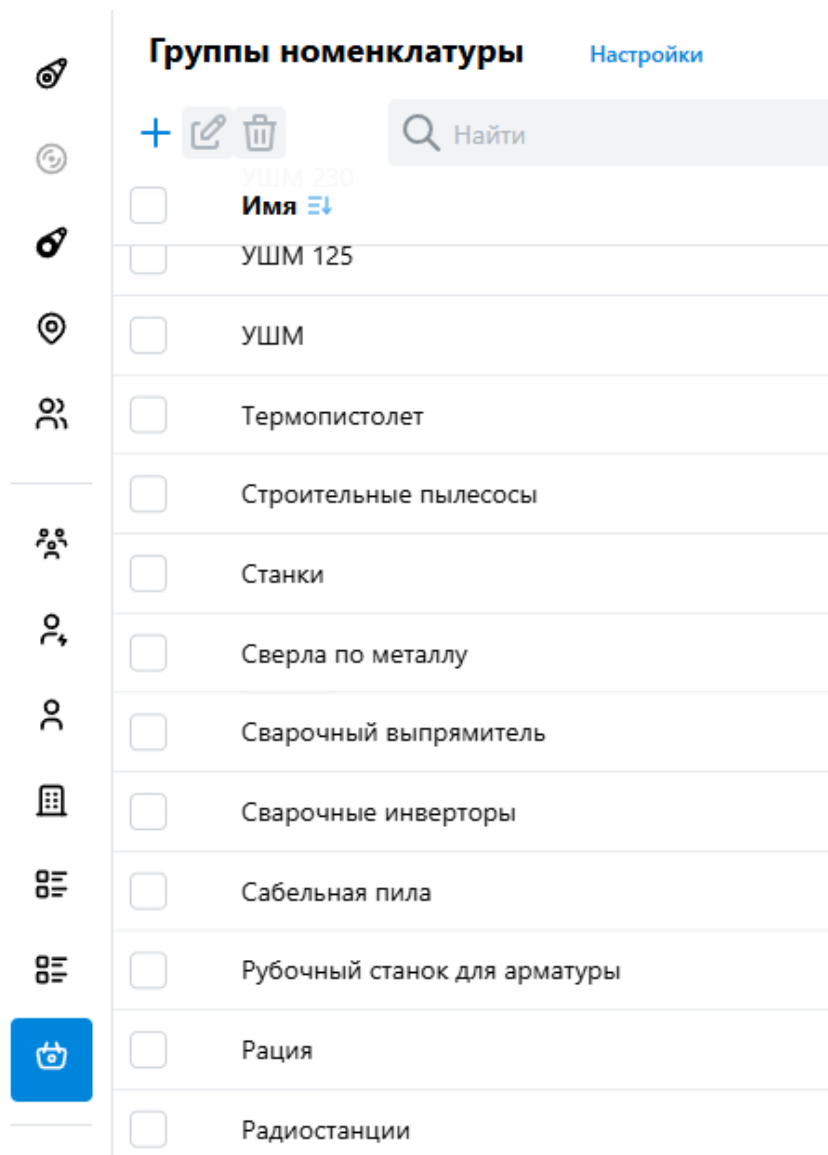 Группы номенклатуры Настройки
Найти
УШМ 230
Имя
УШМ 125
УШМ
Термопистолет
Строительные пылесосы
Станки
Сверла по металлу
Сварочный выпрямитель
Сварочные инверторы
Сабельная пила
Рубочный станок для арматуры
Рация
Радиостанции